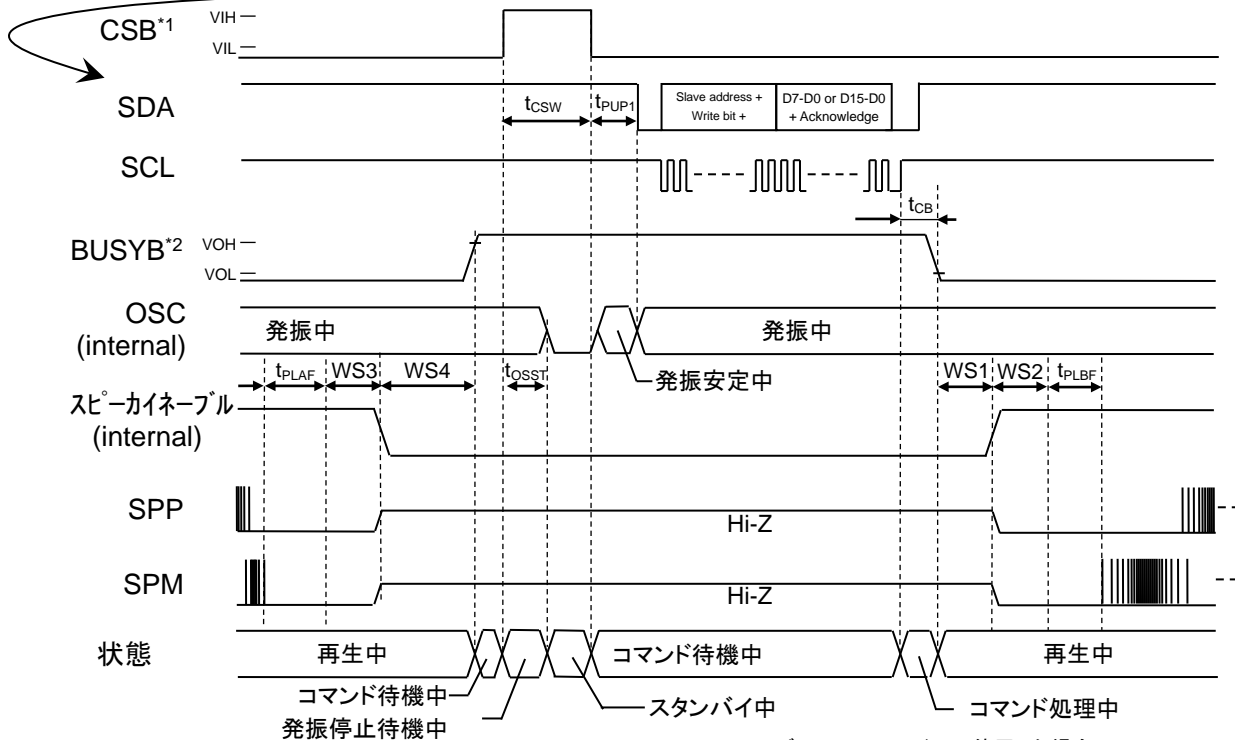 CSB*1
VIH
VIL
SDA
tCSW
tPUP1
Slave address +
Write bit +
D7-D0 or D15-D0
+ Acknowledge
SCL
tCB
BUSYB*2
VOH
VOL
OSC
(internal)
発振中
発振中
発振安定中
tPLAF
WS3
WS4
tOSST
WS1
WS2
tPLBF
スピーカイネーブル
(internal)
SPP
Hi-Z
SPM
Hi-Z
状態
再生中
コマンド待機中
再生中
コマンド待機中
スタンバイ中
コマンド処理中
発振停止待機中